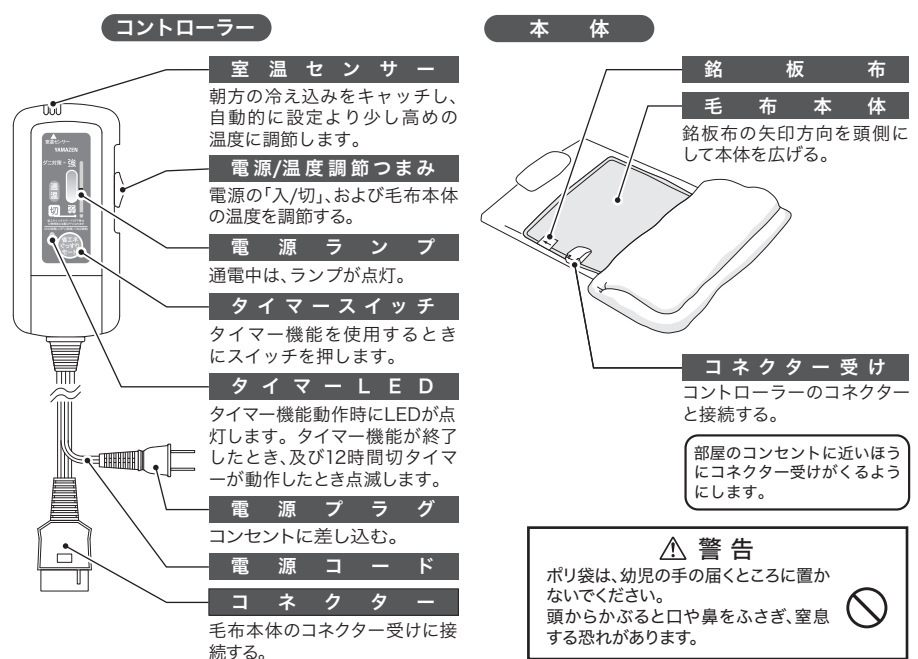 コントローラー
室温センサー
朝方の冷え込みをキャッチし、
自動的に設定より少し高めの
温度に調節します。
電源/温度調節つまみ
電源の「入/切」、および毛布本体
の温度を調節する。
電源ランプ
通電中は、ランプが点灯。
タイマースイッチ
タイマー機能を使用するとき
にスイッチを押します。
タイマーLED
タイマー機能動作時にLEDが点
灯します。タイマー機能が終了
したとき、及び12時間切タイマ
ーが動作したとき点滅します。
電源プラグ
コンセントに差し込む。
電源コード
コネクター
毛布本体のコネクター受けに接
続する。
室温センサー
YAMAZEN
ダニ対策・強
適温
切
弱
本体
銘板布
毛布本体
銘板布の矢印方向を頭側に
して本体を広げる。
コネクター受け
コントローラーのコネクター
と接続する。
部屋のコンセントに近いほう
にコネクター受けがくるよう
にします。
警告
ポリ袋は、幼児の手の届くところに置か
ないでください。
頭からかぶると口や鼻をふさぎ、窒息
する恐れがあります。